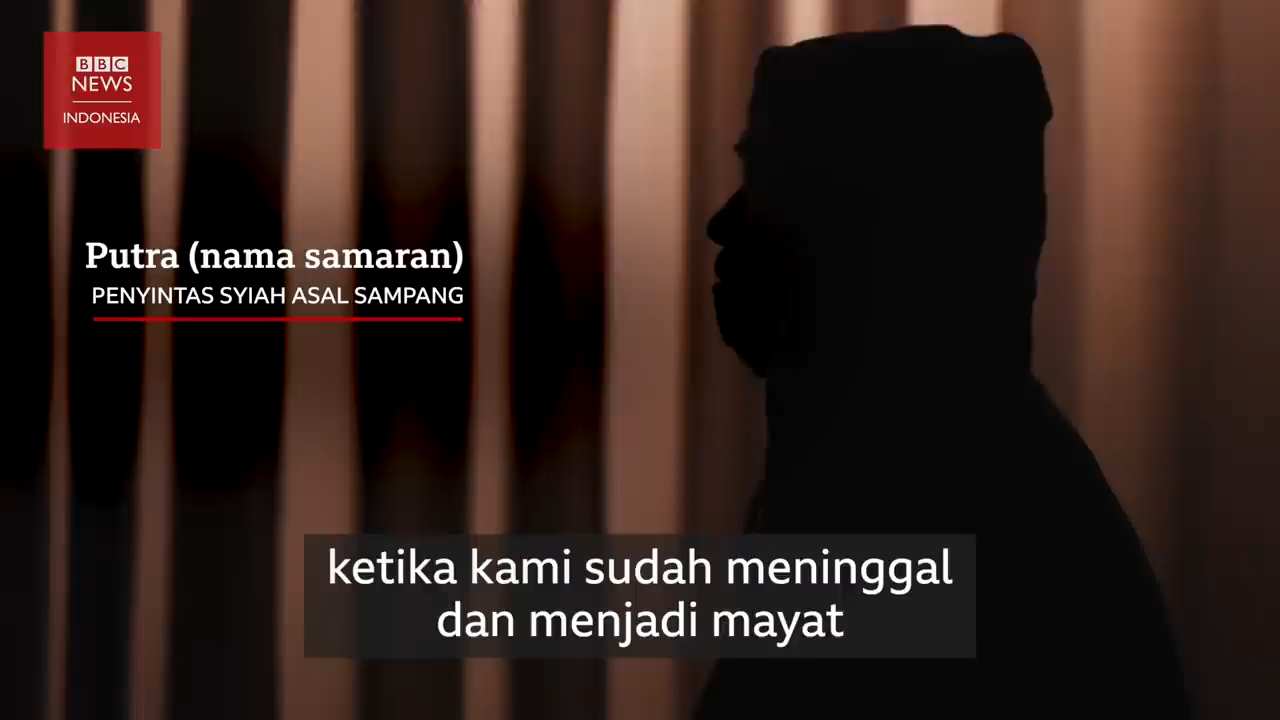 BBC
NEWS
INDONESIA
Putra (nama samaran)
PENYINTAS SYIAH ASAL SAMPANG
ketika kami sudah meninggal
dan menjadi mayat